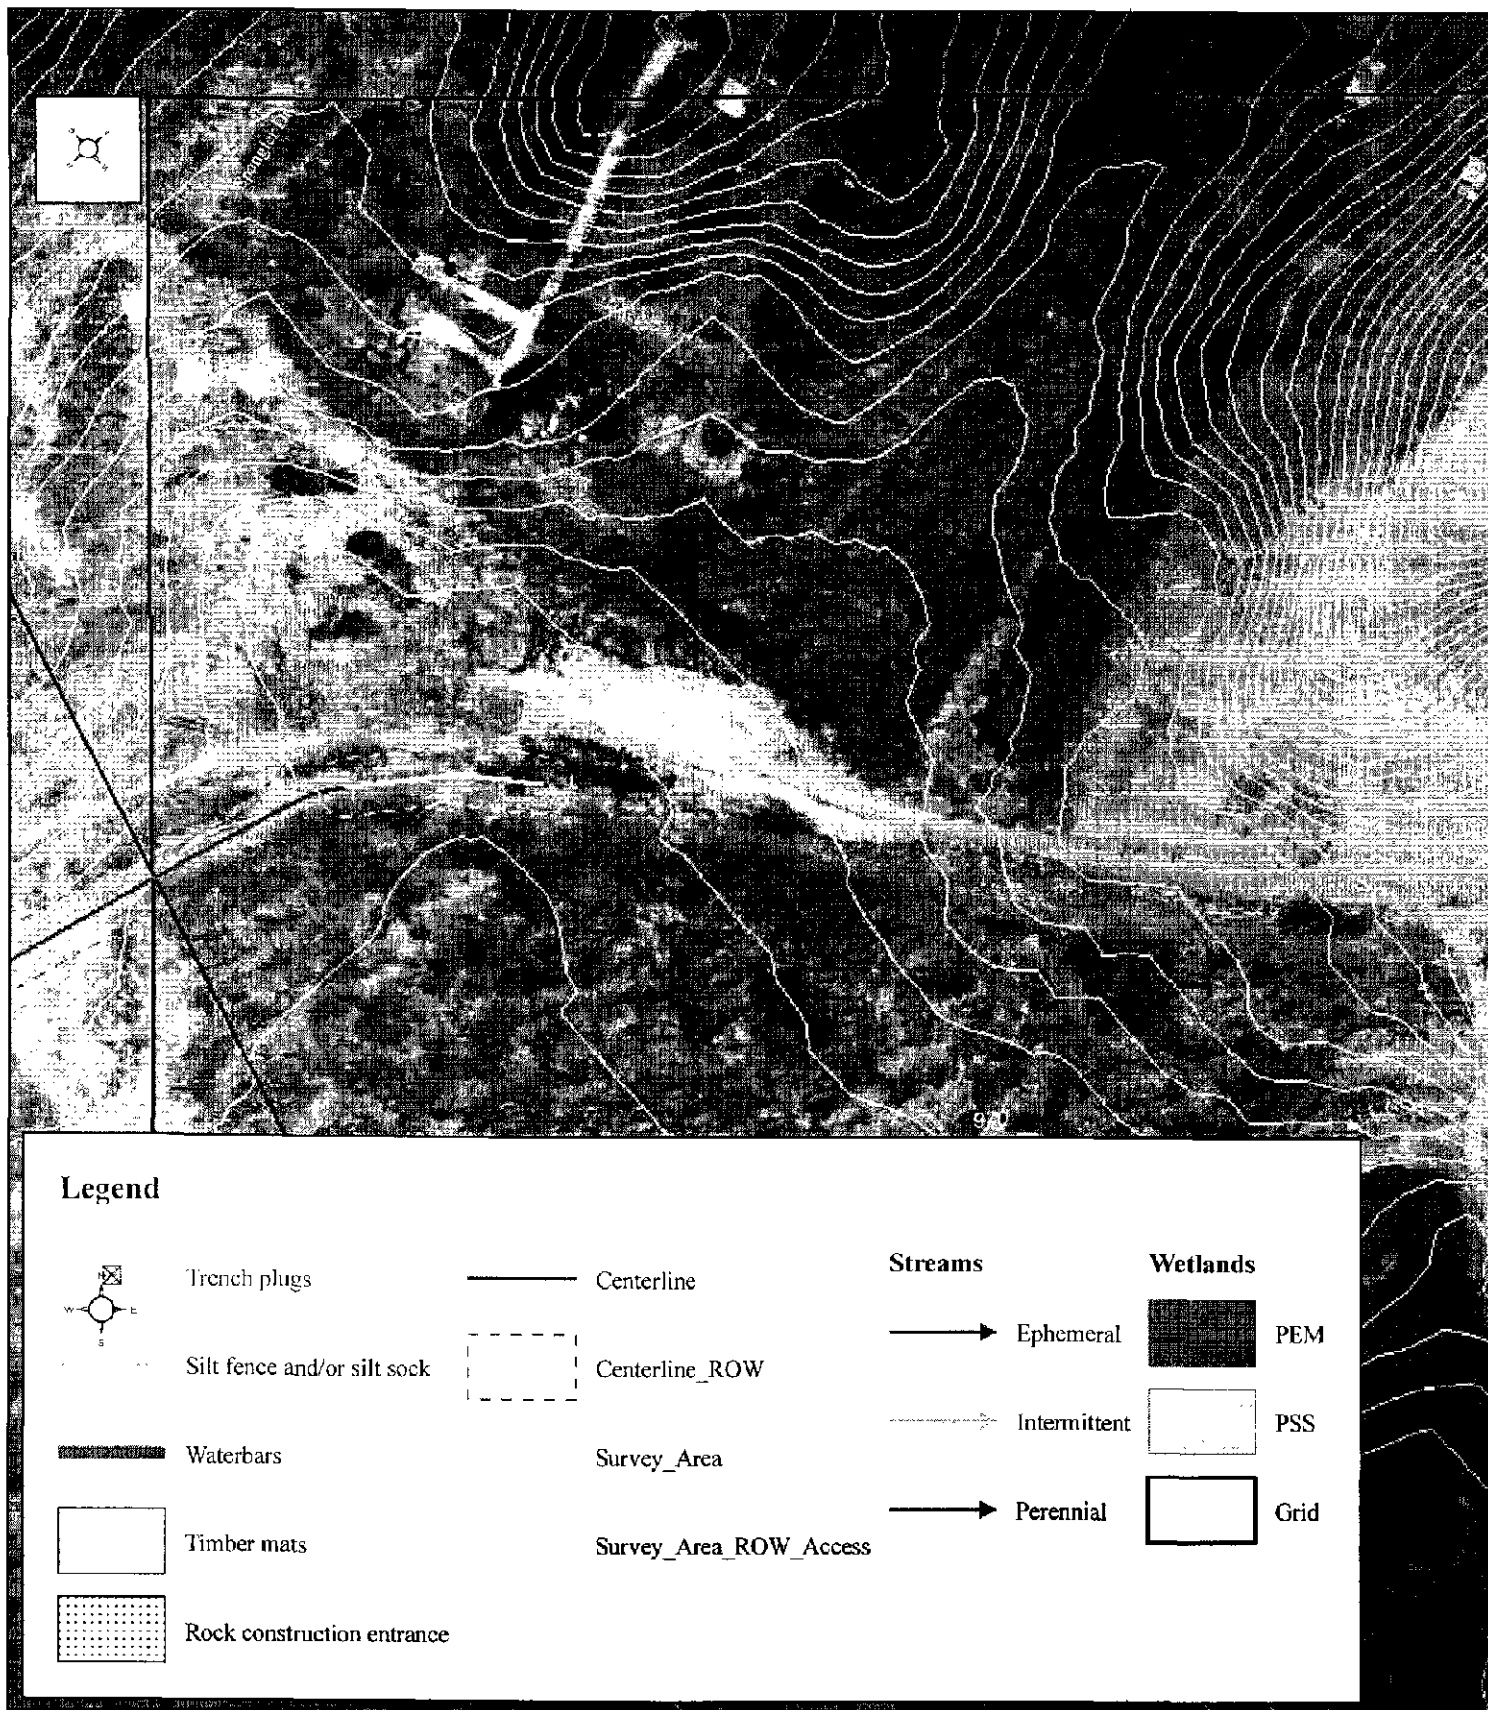 970
Legend
N
W E
S
Trench plugs
Silt fence and/or silt sock
Waterbars
Timber mats
Rock construction entrance
Centerline
Centerline_ROW
Survey_Area
Survey_Area_ROW_Access
Streams
Ephemeral
Intermittent
Perennial
Wetlands
PEM
PSS
Grid